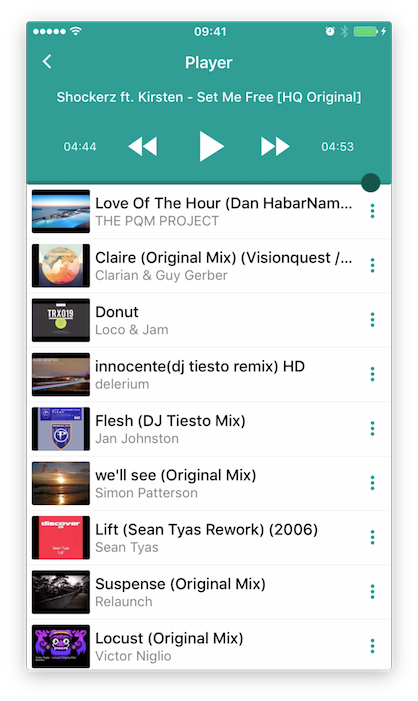 09:41
Player
Shockerz ft. Kirsten - Set Me Free [HQ Original]
04:44
04:53
Love Of The Hour (Dan HabarNam...
THE PQM PROJECT
Claire (Original Mix) (Visionquest /...
Clarian & Guy Gerber
TRX019
Donut
Loco & Jam
innocente(dj tiesto remix) HD
delerium
Flesh (DJ Tiesto Mix)
Jan Johnston
we'll see (Original Mix)
Simon Patterson
discover
Sean Tyas
"Lift"
Lift (Sean Tyas Rework) (2006)
Sean Tyas
Suspense (Original Mix)
Relaunch
Locust (Original Mix)
Victor Niglio